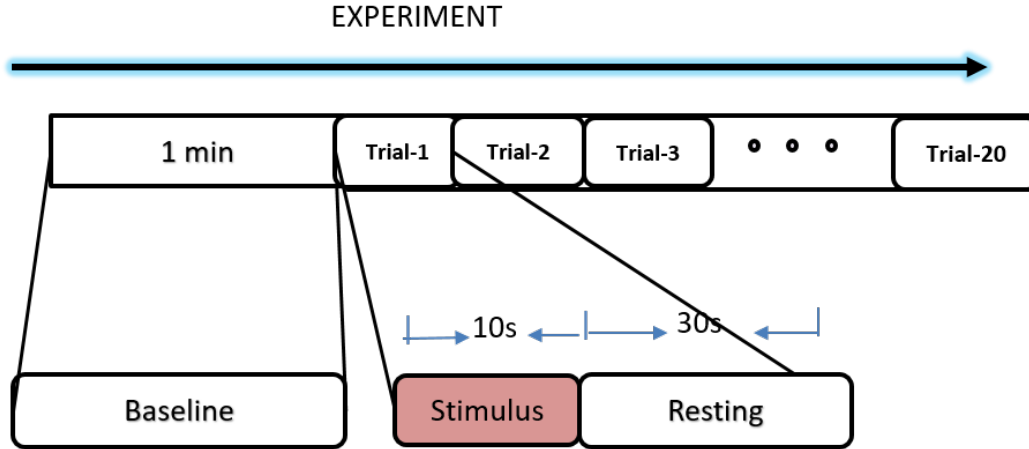 EXPERIMENT
1 min
Trial-1
Trial-2
Trial-3
Trial-20
10s
30s
Baseline
Stimulus
Resting